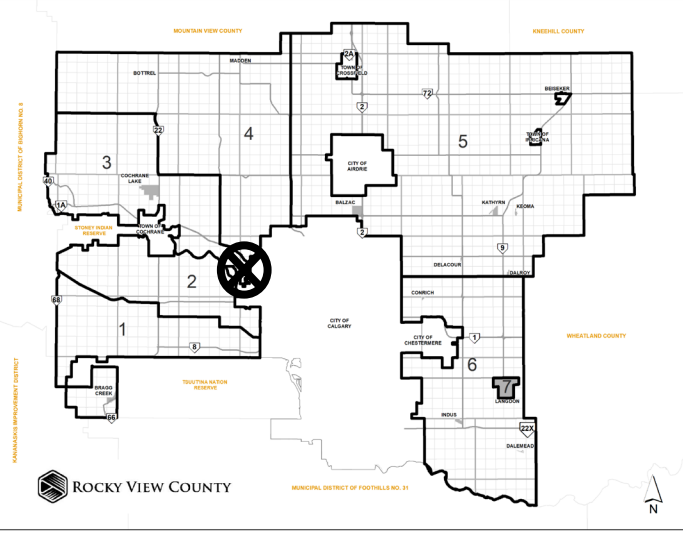 MOUNTAIN VIEW COUNTY
KNEEHILL COUNTY
MADDEN
BOTTREL
2A
TOWN OF
CROSSFIELD
BEISEKER
72
2
22
4
5
TOWN OF
IRRICANA
MUNICIPAL DISTRICT OF BIGHORN NO. 8
3
CITY OF
AIRDRIE
COCHRANE
LAKE
40
1A
BALZAC
KATHYRN
KEOMA
STONEY INDIAN
RESERVE
TOWN OF
COCHRANE
2
9
DELACOUR
DALROY
2
CONRICH
68
1
CITY OF
CALGARY
CITY OF
CHESTERMERE
1
WHEATLAND COUNTY
8
6
KANANASKIS IMPROVEMENT DISTRICT
TSUUT'INA NATION
RESERVE
BRAGG
CREEK
7
LANGDON
66
INDUS
22X
DALEMEAD
ROCKY VIEW COUNTY
MUNICIPAL DISTRICT OF FOOTHILLS NO. 31
N